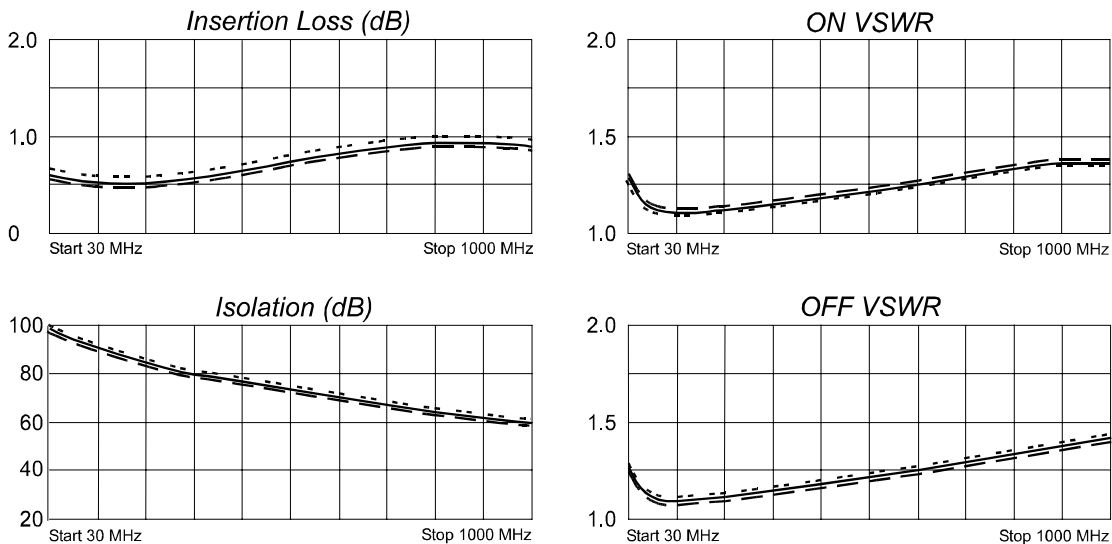 Insertion Loss (dB)
2.0
1.0
0
Start 30 MHz Stop 1000 MHz
ON VSWR
2.0
1.5
1.0
Start 30 MHz Stop 1000 MHz
Isolation (dB)
100
80
60
40
20
Start 30 MHz Stop 1000 MHz
OFF VSWR
2.0
1.5
1.0
Start 30 MHz Stop 1000 MHz